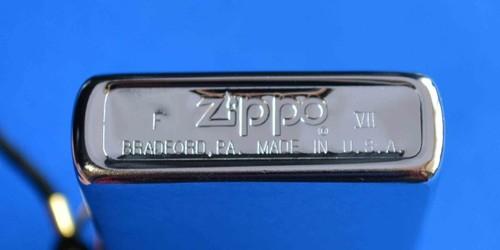 F Zippo ® VII
BRADFORD, PA. MADE IN U.S.A.